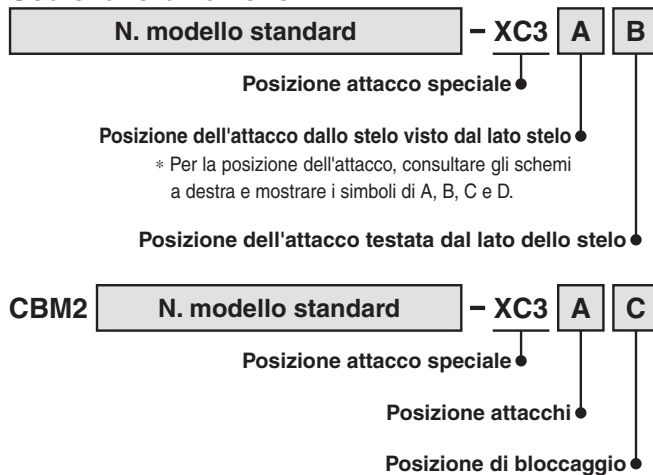 N. modello standard – XC3 A B
Posizione attacco speciale
Posizione dell'attacco dallo stelo visto dal lato stelo
* Per la posizione dell'attacco, consultare gli schemi
a destra e mostrare i simboli di A, B, C e D.
Posizione dell'attacco testata dal lato dello stelo
CBM2 N. modello standard – XC3 A C
Posizione attacco speciale
Posizione attacchi
Posizione di bloccaggio